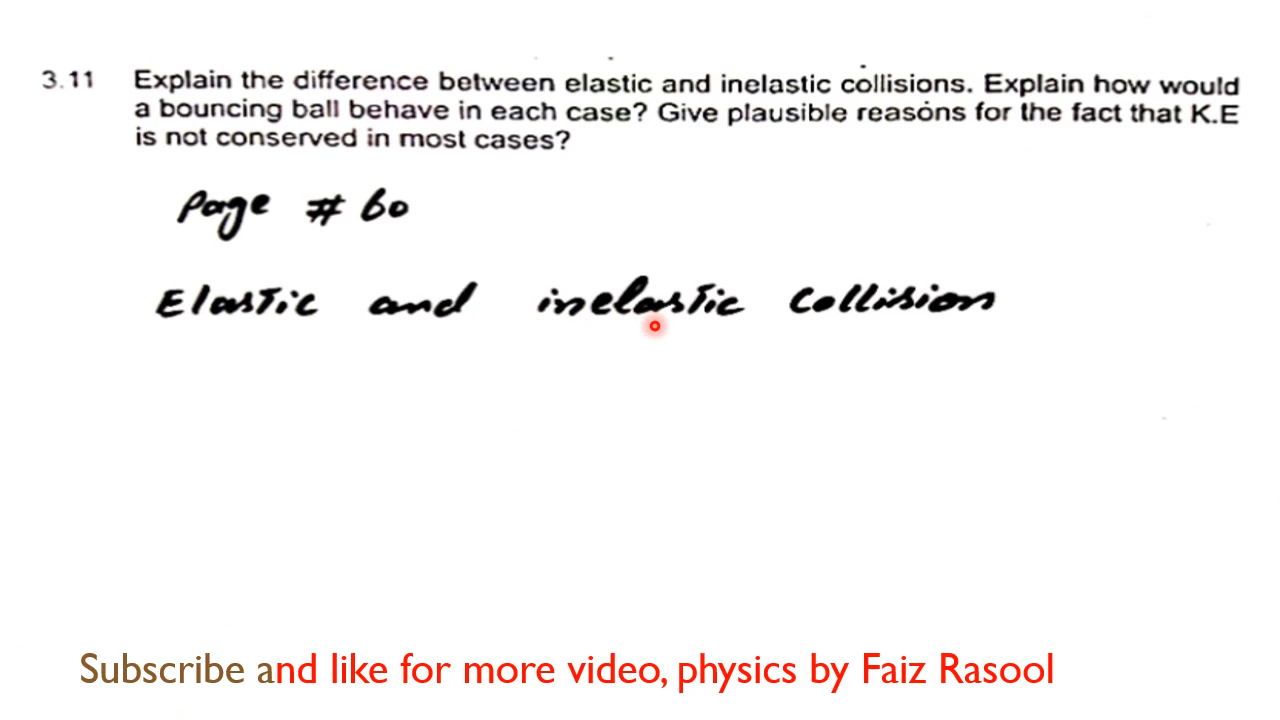 3.11 Explain the difference between elastic and inelastic collisions. Explain how would
a bouncing ball behave in each case? Give plausible reasons for the fact that K.E
is not conserved in most cases?
Page # 60
Elastic and inelastic Collision
Subscribe and like for more video, physics by Faiz Rasool